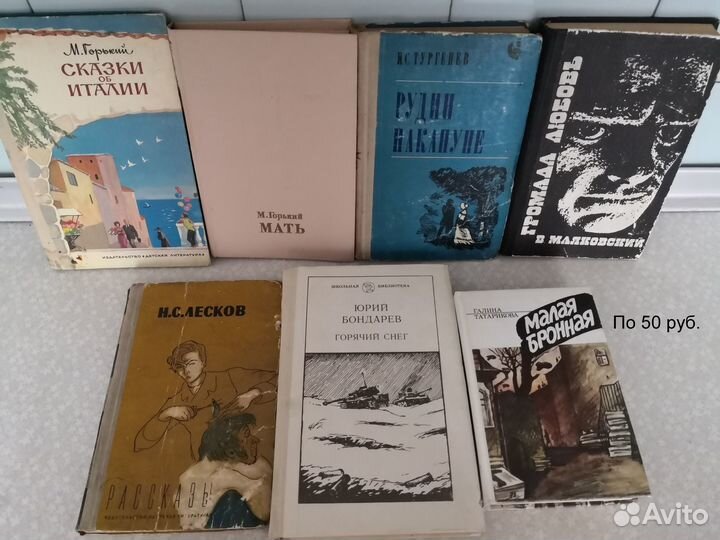 М. Горький
СКАЗКИ
ОБ
ИТАЛИИ
ИЗДАТЕЛЬСТВО «ДЕТСКАЯ ЛИТЕРАТУРА»
М. Горький
МАТЬ
И·С·ТУРГЕНЕВ
РУДИН
НАКАНУНЕ
ГРОМАДА ЛЮБОВЬ
В МАЯКОВСКИЙ
Н.С.ЛЕСКОВ
РАССКАЗЫ
ШКОЛЬНАЯ БИБЛИОТЕКА
ЮРИЙ
БОНДАРЕВ
ГОРЯЧИЙ СНЕГ
ГАЛИНА
ТАТАРИКОВА
МАЛАЯ
БРОННАЯ
По 50 руб.
Avito